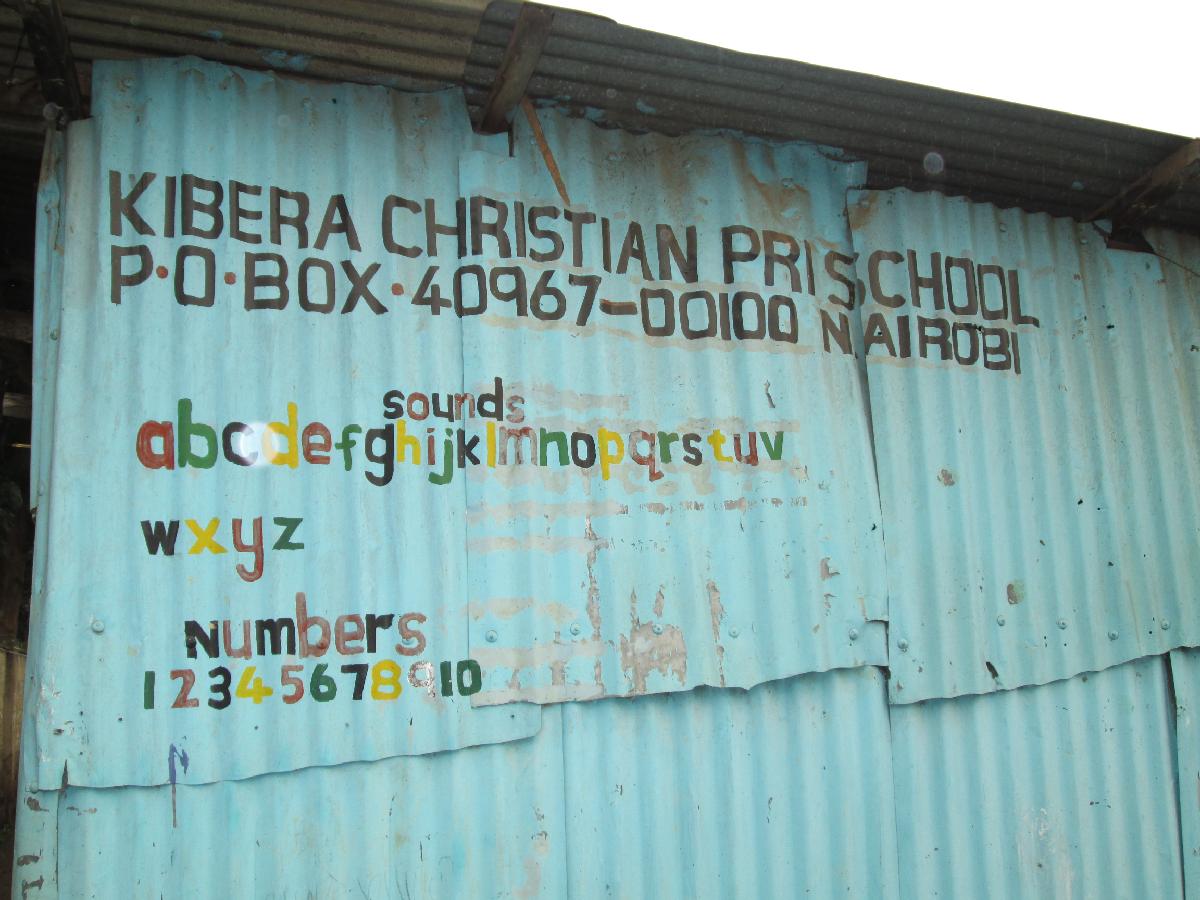 KIBERA CHRISTIAN PRI SCHOOL
P.O.BOX.40967-00100 NAIROBI
sounds
abcdefghijklmnopqrstuv
wxyz
Numbers
12345678910